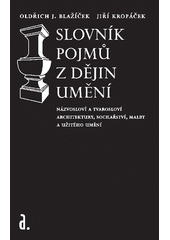 OLDŘICH J. BLAŽÍČEK JIŘÍ KROPÁČEK
SLOVNÍK
POJMŮ
Z DĚJIN
UMĚNÍ
NÁZVOSLOVÍ A TVAROSLOVÍ
ARCHITEKTURY, SOCHAŘSTVÍ, MALBY
A UŽITÉHO UMĚNÍ
a.